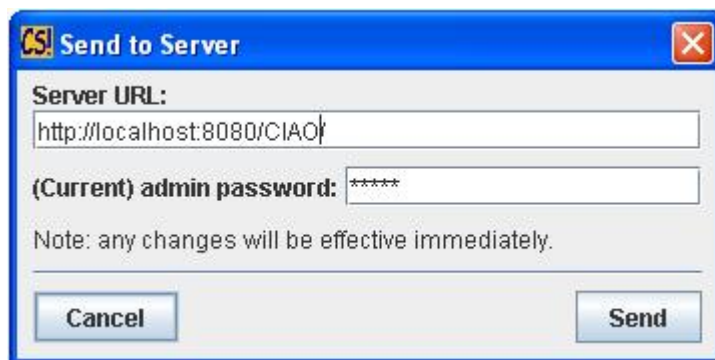 CS! Send to Server
Server URL:
http://localhost:8080/CIAO/
(Current) admin password: *****
Note: any changes will be effective immediately.
Cancel Send